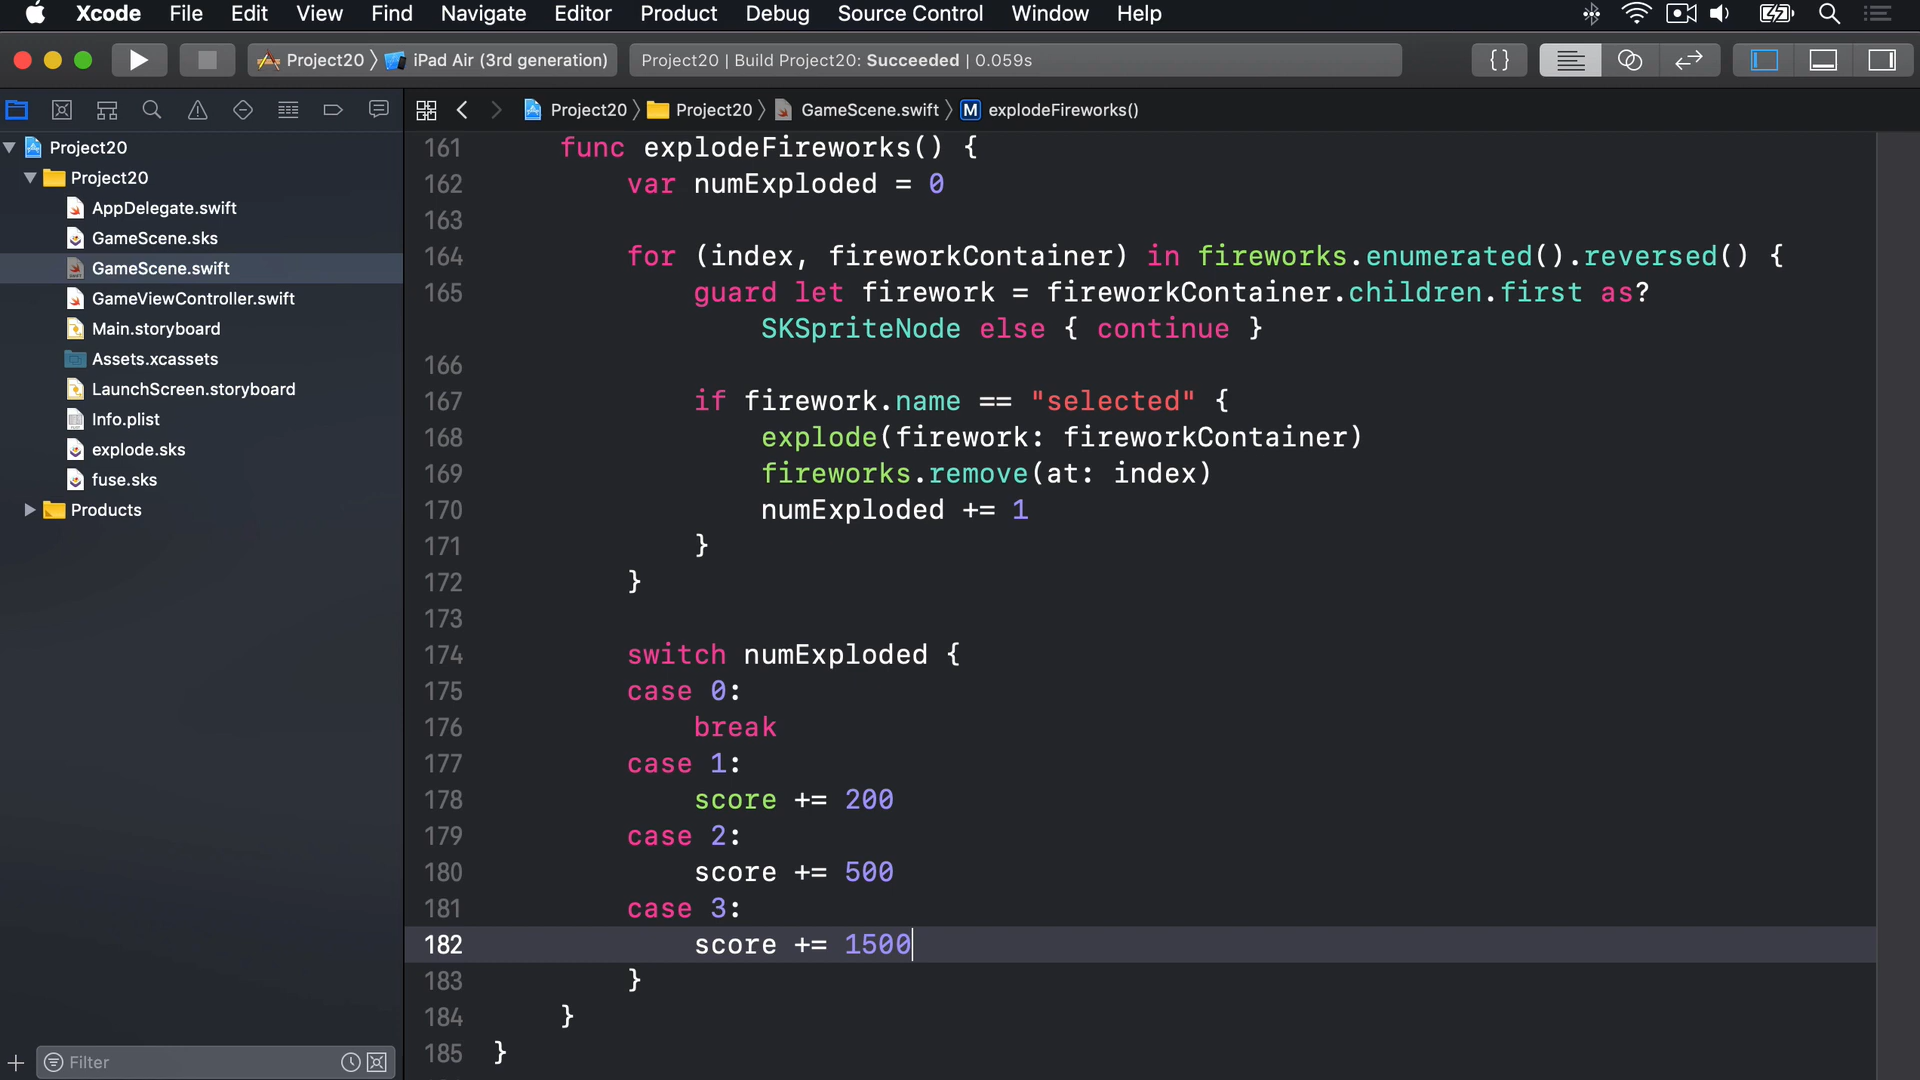 Xcode File Edit View Find Navigate Editor Product Debug Source Control Window Help
Project20 iPad Air (3rd generation) Project20 | Build Project20: Succeeded | 0.059s
Project20 Project20 GameScene.swift M explodeFireworks()
Project20
Project20
AppDelegate.swift
GameScene.sks
GameScene.swift
GameViewController.swift
Main.storyboard
Assets.xcassets
LaunchScreen.storyboard
Info.plist
explode.sks
fuse.sks
Products
Filter
161 func explodeFireworks() {
162 var numExploded = 0
163
164 for (index, fireworkContainer) in fireworks.enumerated().reversed() {
165 guard let firework = fireworkContainer.children.first as?
SKSpriteNode else { continue }
166
167 if firework.name == "selected" {
168 explode(firework: fireworkContainer)
169 fireworks.remove(at: index)
170 numExploded += 1
171 }
172 }
173
174 switch numExploded {
175 case 0:
176 break
177 case 1:
178 score += 200
179 case 2:
180 score += 500
181 case 3:
182 score += 1500
183 }
184 }
185 }